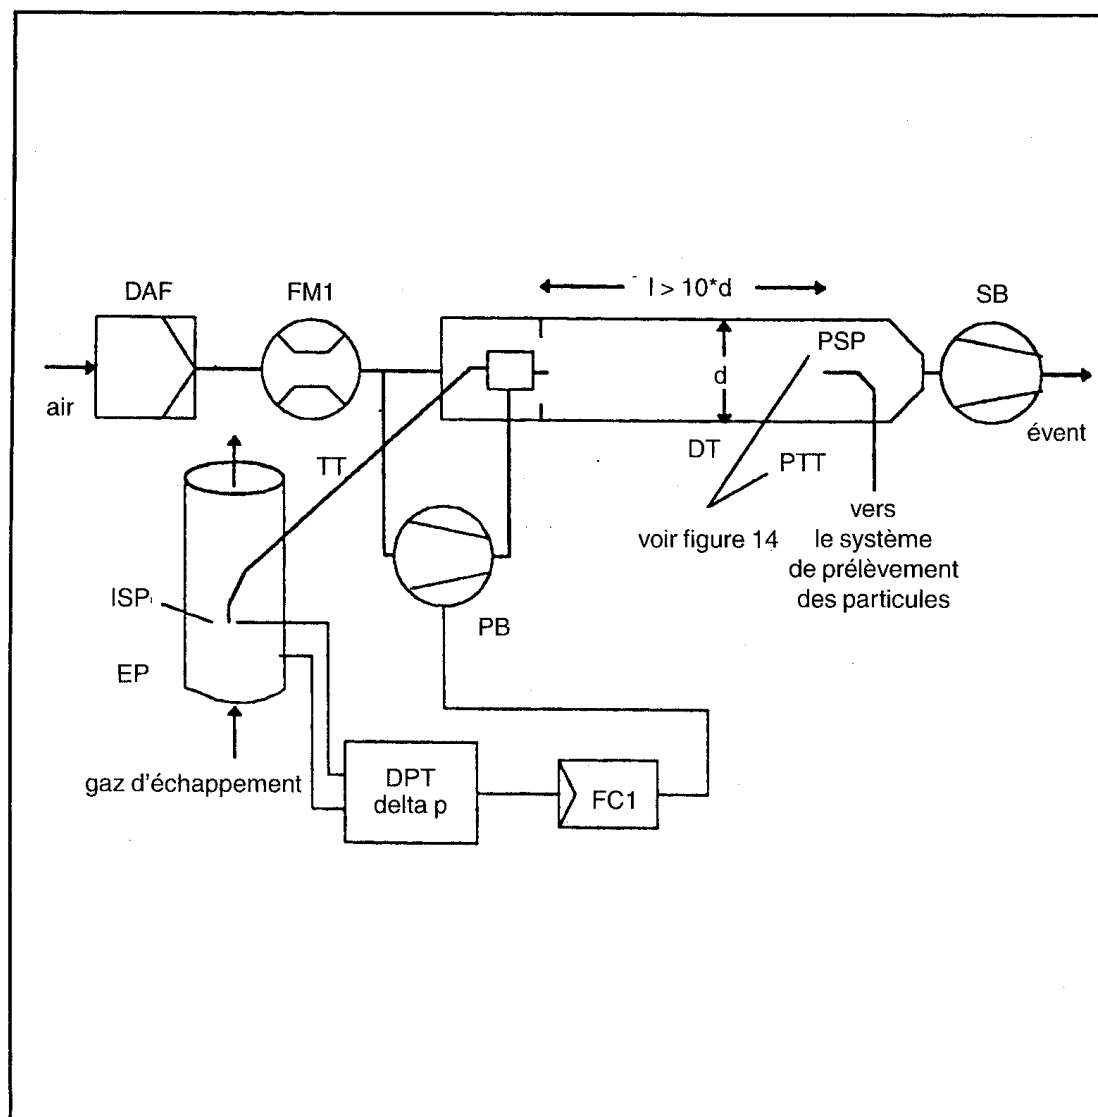 l > 10*d
DAF
FM1
SB
PSP
d
air
évent
DT
TT
PTT
vers
voir figure 14
le système
de prélèvement
des particules
ISP
PB
EP
gaz d'échappement
DPT
delta p
FC1